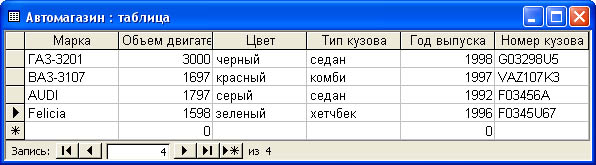 Автомагазин : таблица
Марка Объем двигате Цвет Тип кузова Год выпуска Номер кузова
ГАЗ-3201 3000 черный седан 1998 G03298U5
ВАЗ-3107 1697 красный комби 1997 VAZ107K3
AUDI 1797 серый седан 1992 F03456A
Felicia 1598 зеленый хетчбек 1996 F0345U67
0 0
Запись: 4 из 4